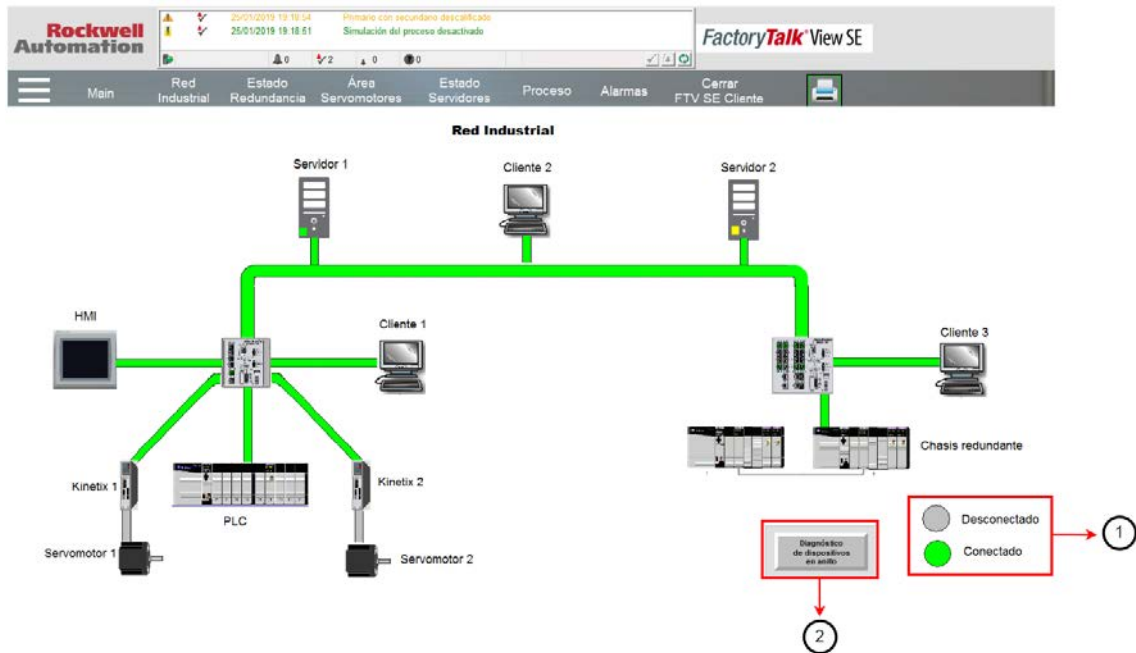 Rockwell
Automation
25/01/2019 19:18:54 Primario con secundario descalificado
25/01/2019 19:18:51 Simulación del proceso desactivado
0 2 0 0
FactoryTalk View SE
Main
Red
Industrial
Estado
Redundancia
Área
Servomotores
Estado
Servidores
Proceso
Alarmas
Cerrar
FTV SE Cliente
Red Industrial
Servidor 1
Cliente 2
Servidor 2
HMI
Cliente 1
Cliente 3
Chasis redundante
Kinetix 1
Kinetix 2
PLC
Servomotor 1
Servomotor 2
Desconectado
Conectado
1
Diagnóstico
de dispositivos
en anillo
2